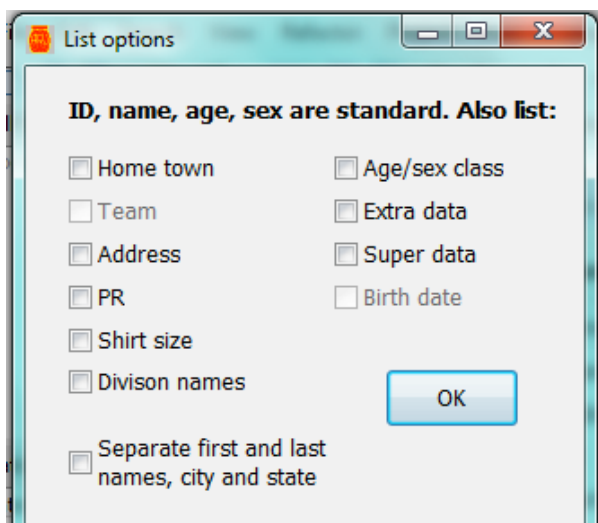 List options
ID, name, age, sex are standard. Also list:
Home town
Age/sex class
Team
Extra data
Address
Super data
PR
Birth date
Shirt size
Divison names
OK
Separate first and last
names, city and state